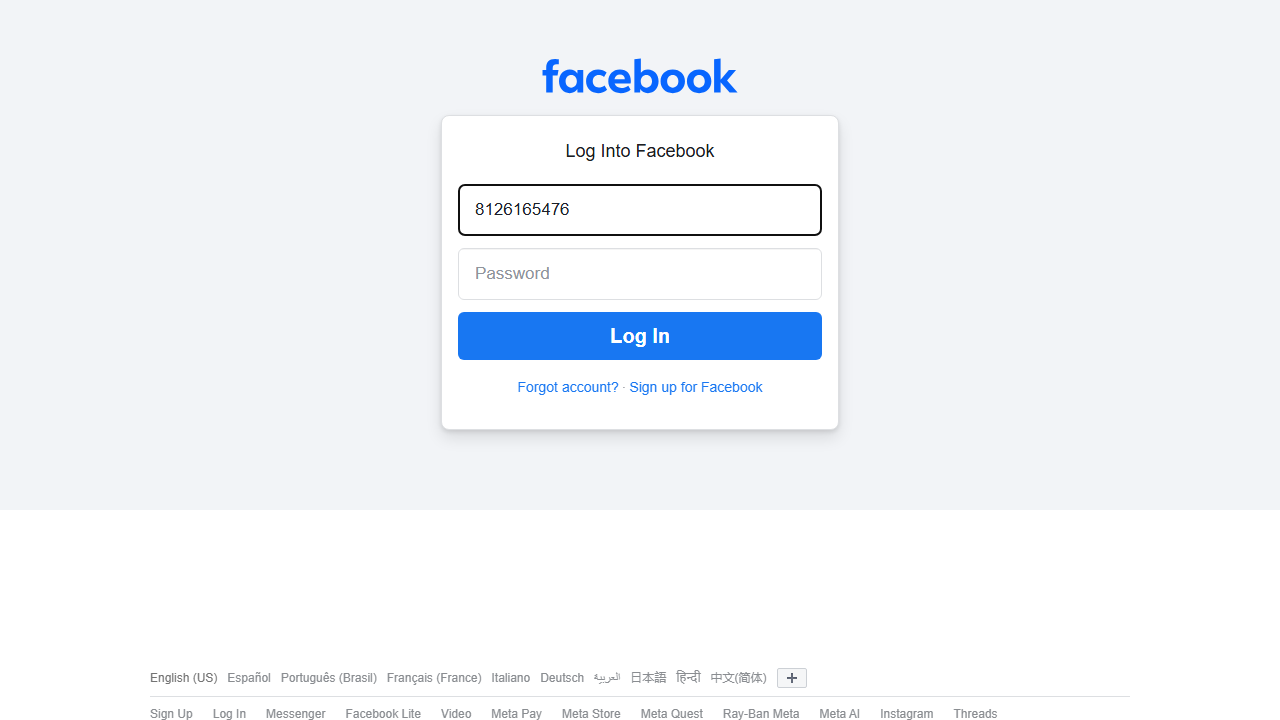 facebook
Log Into Facebook
8126165476
Password
Log In
Forgot account? · Sign up for Facebook
English (US) Español Português (Brasil) Français (France) Italiano Deutsch العربية 日本語 हिन्दी 中文(简体)
Sign Up Log In Messenger Facebook Lite Video Meta Pay Meta Store Meta Quest Ray-Ban Meta Meta AI Instagram Threads